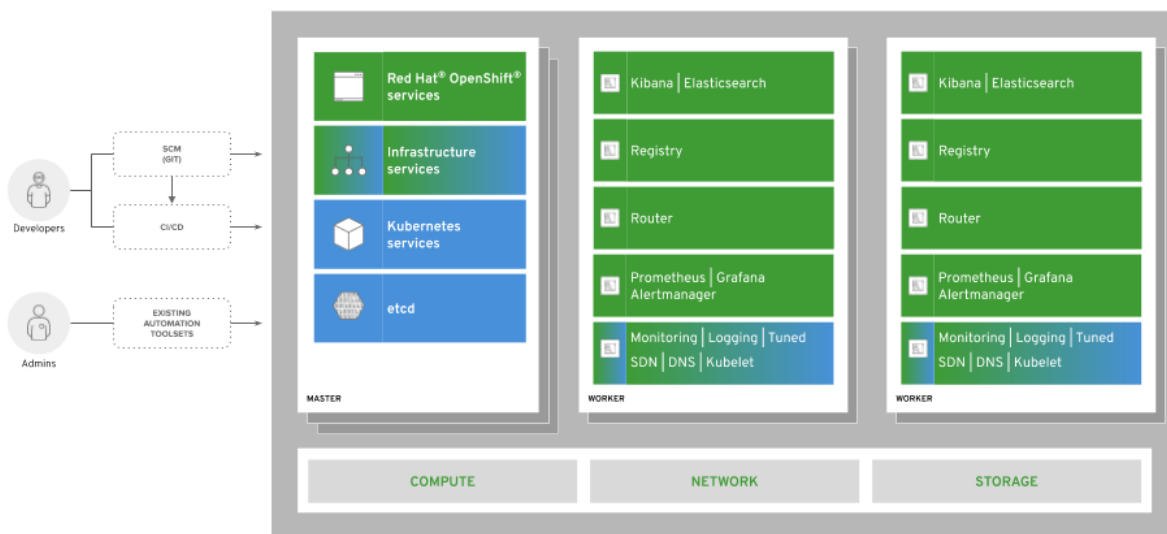 Developers
SCM
(GIT)
CI/CD
Admins
EXISTING
AUTOMATION
TOOLSETS
Red Hat® OpenShift®
services
Infrastructure
services
Kubernetes
services
etcd
MASTER
Kibana | Elasticsearch
Registry
Router
Prometheus | Grafana
Alertmanager
Monitoring | Logging | Tuned
SDN | DNS | Kubelet
WORKER
Kibana | Elasticsearch
Registry
Router
Prometheus | Grafana
Alertmanager
Monitoring | Logging | Tuned
SDN | DNS | Kubelet
WORKER
COMPUTE
NETWORK
STORAGE